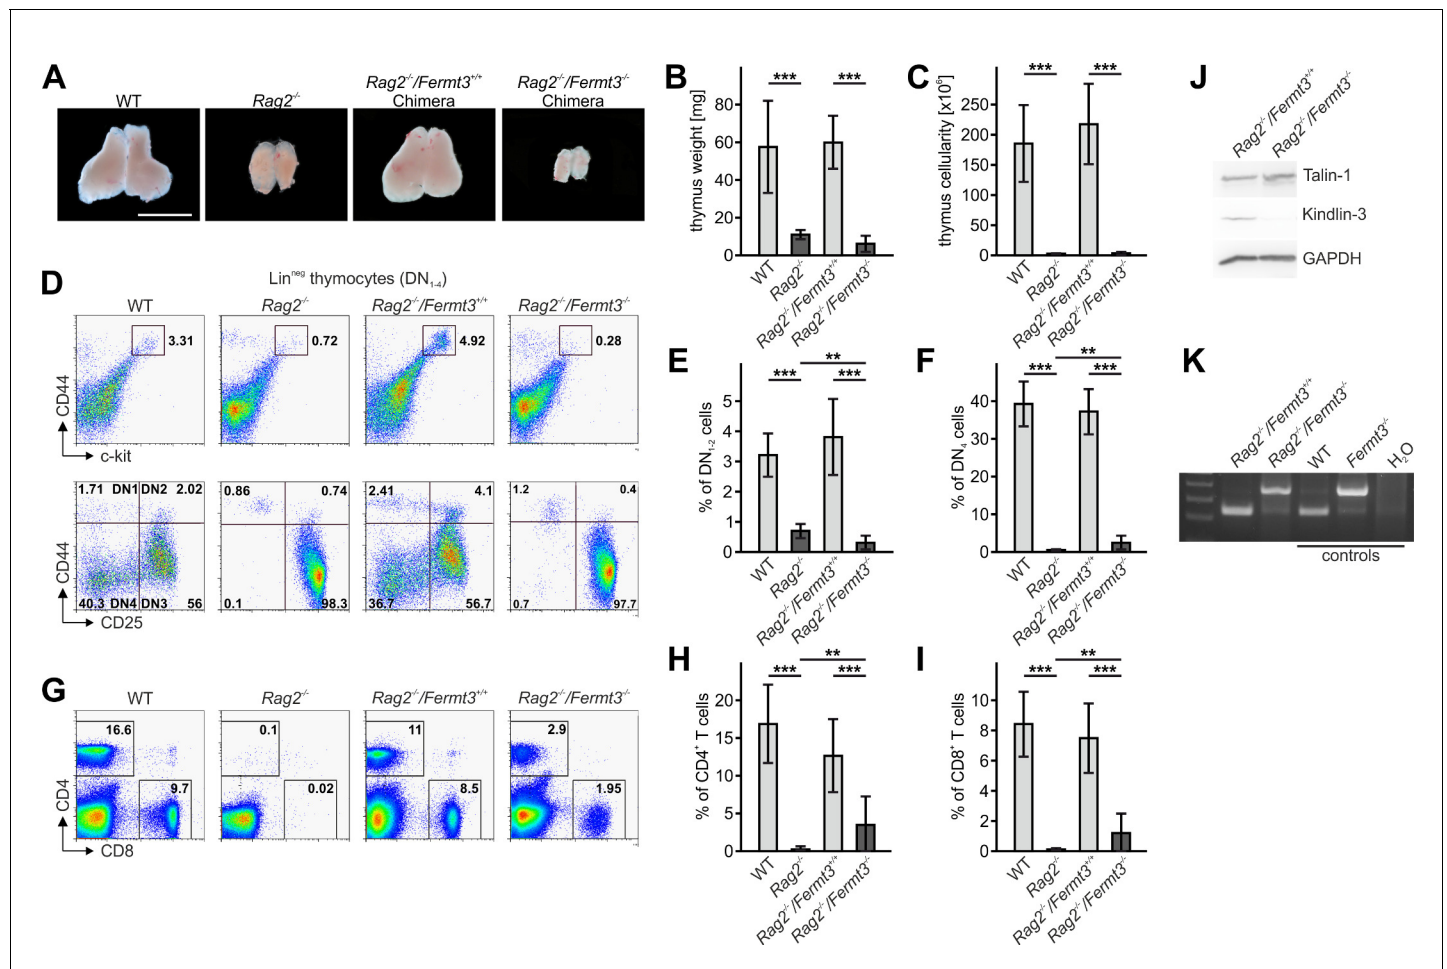 A
WT
Rag2-/-
Rag2-/-/Fermt3+/+
Chimera
Rag2-/-/Fermt3-/-
Chimera
B
thymus weight [mg]
80
60
40
20
0
***
***
WT
Rag2-/-
Rag2-/-/Fermt3+/+
Rag2-/-/Fermt3-/-
C
thymus cellularity [x10⁶]
250
200
150
100
50
0
***
***
WT
Rag2-/-
Rag2-/-/Fermt3+/+
Rag2-/-/Fermt3-/-
J
Rag2-/-/Fermt3+/+
Rag2-/-/Fermt3-/-
Talin-1
Kindlin-3
GAPDH
D
Linneg thymocytes (DN1-4)
WT
Rag2-/-
Rag2-/-/Fermt3+/+
Rag2-/-/Fermt3-/-
3.31
0.72
4.92
0.28
CD44
c-kit
1.71 DN1 DN2 2.02
40.3 DN4 DN3 56
0.86 0.74
0.1 98.3
2.41 4.1
36.7 56.7
1.2 0.4
0.7 97.7
CD44
CD25
E
% of DN1-2 cells
5
4
3
2
1
0
**
***
***
WT
Rag2-/-
Rag2-/-/Fermt3+/+
Rag2-/-/Fermt3-/-
F
% of DN4 cells
40
30
20
10
0
**
***
***
WT
Rag2-/-
Rag2-/-/Fermt3+/+
Rag2-/-/Fermt3-/-
K
Rag2-/-/Fermt3+/+
Rag2-/-/Fermt3-/-
WT
Fermt3-/-
H2O
controls
G
WT
Rag2-/-
Rag2-/-/Fermt3+/+
Rag2-/-/Fermt3-/-
16.6
9.7
0.1
0.02
11
8.5
2.9
1.95
CD4
CD8
H
% of CD4+ T cells
20
15
10
5
0
**
***
***
WT
Rag2-/-
Rag2-/-/Fermt3+/+
Rag2-/-/Fermt3-/-
I
% of CD8+ T cells
10
8
6
4
2
0
**
***
***
WT
Rag2-/-
Rag2-/-/Fermt3+/+
Rag2-/-/Fermt3-/-